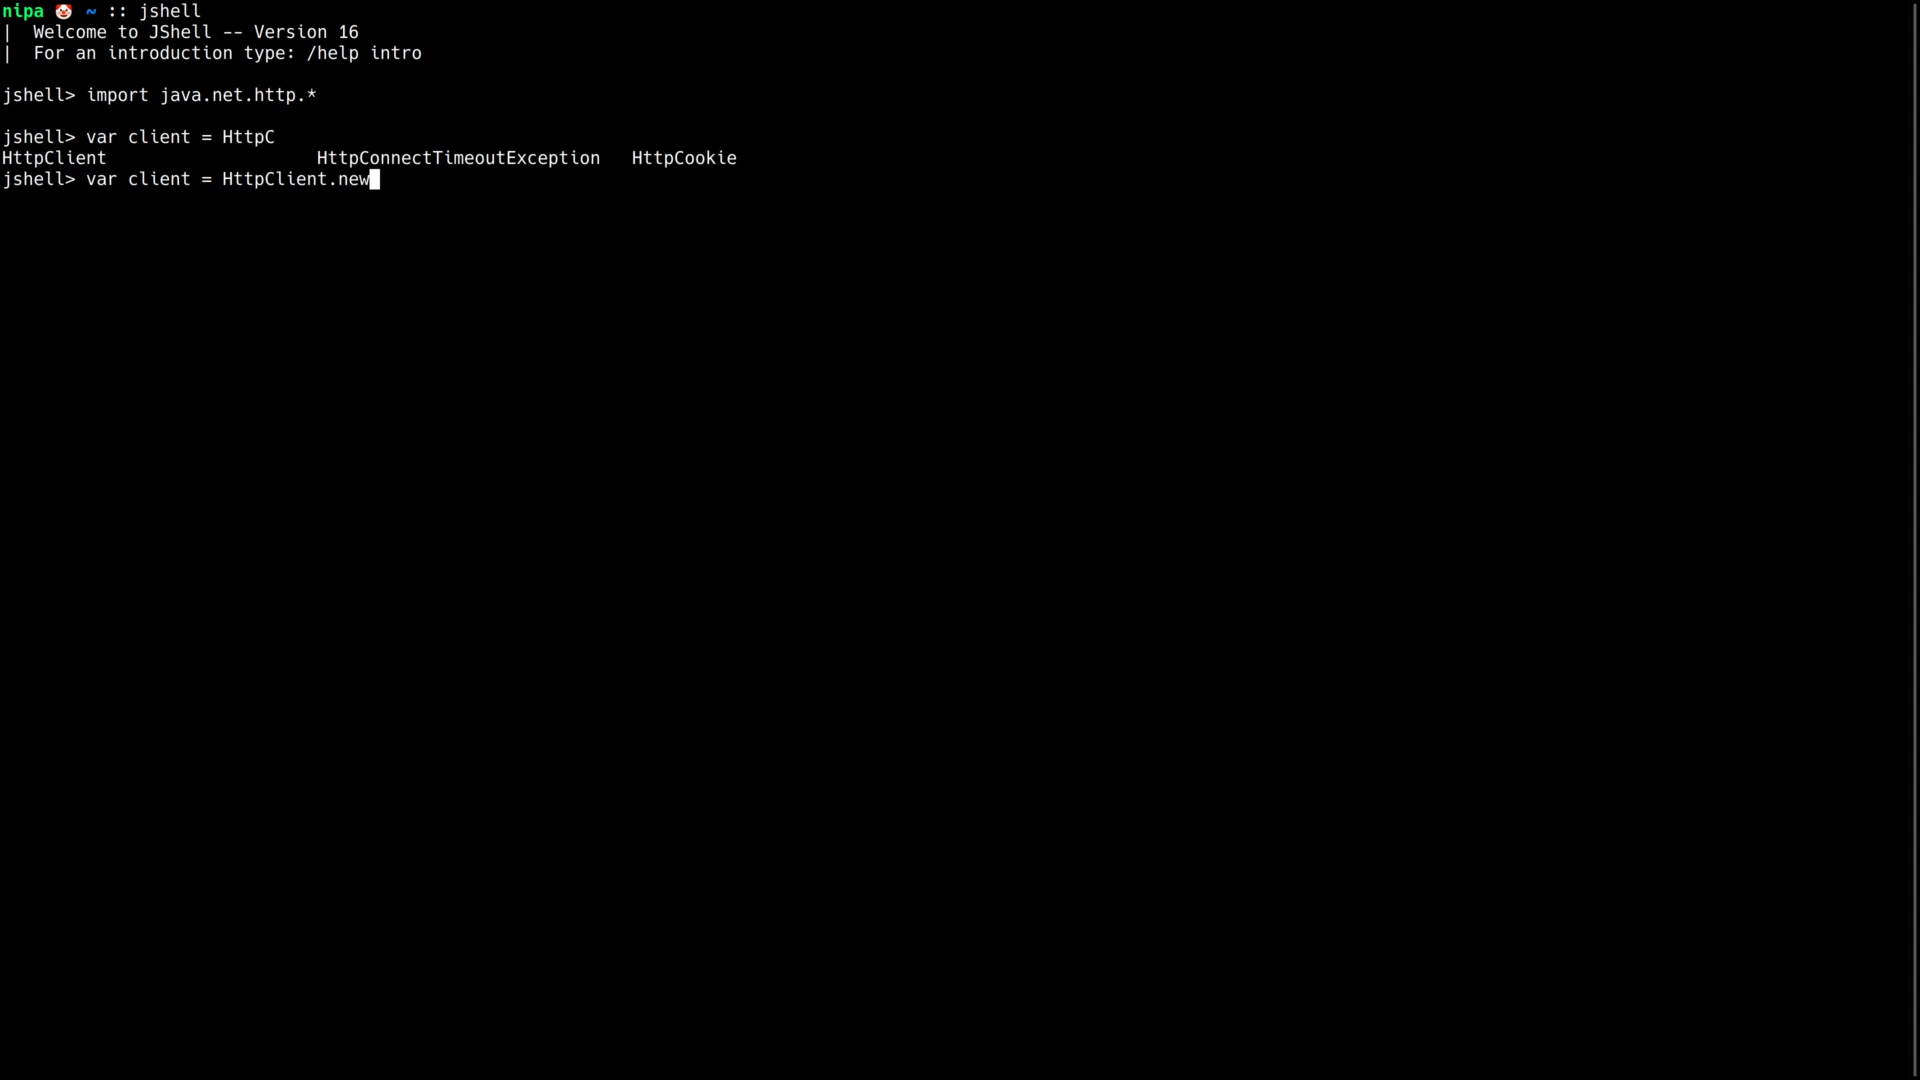 nipa 🤡 ~ :: jshell
|  Welcome to JShell -- Version 16
|  For an introduction type: /help intro
jshell> import java.net.http.*
jshell> var client = HttpC
HttpClient                    HttpConnectTimeoutException   HttpCookie
jshell> var client = HttpClient.new